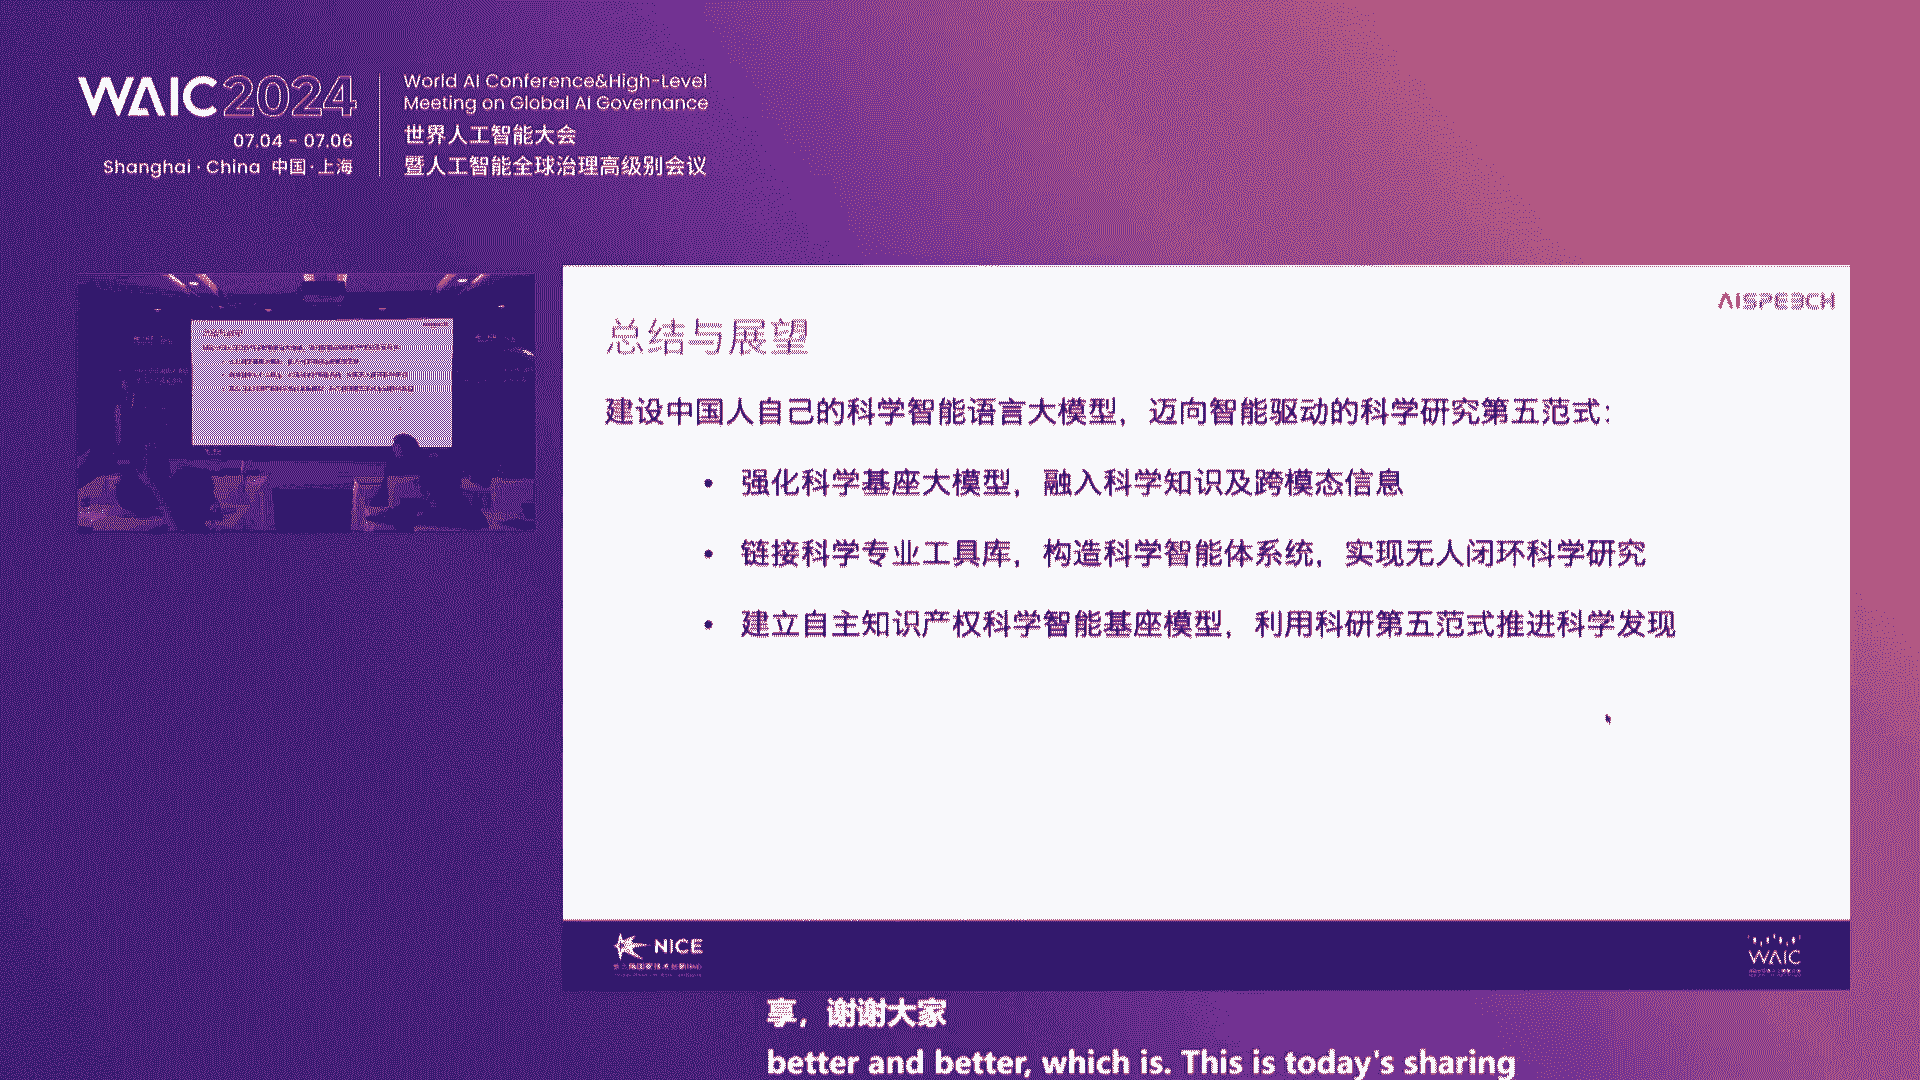 WAIC2024
07.04 - 07.06
Shanghai · China 中国·上海
World AI Conference&High-Level
Meeting on Global AI Governance
世界人工智能大会
暨人工智能全球治理高级别会议
AISPEECH
总结与展望
建设中国人自己的科学智能语言大模型，迈向智能驱动的科学研究第五范式：
• 强化科学基座大模型，融入科学知识及跨模态信息
• 链接科学专业工具库，构造科学智能体系统，实现无人闭环科学研究
• 建立自主知识产权科学智能基座模型，利用科研第五范式推进科学发现
NICE
WAIC
享，谢谢大家
better and better, which is. This is today's sharing